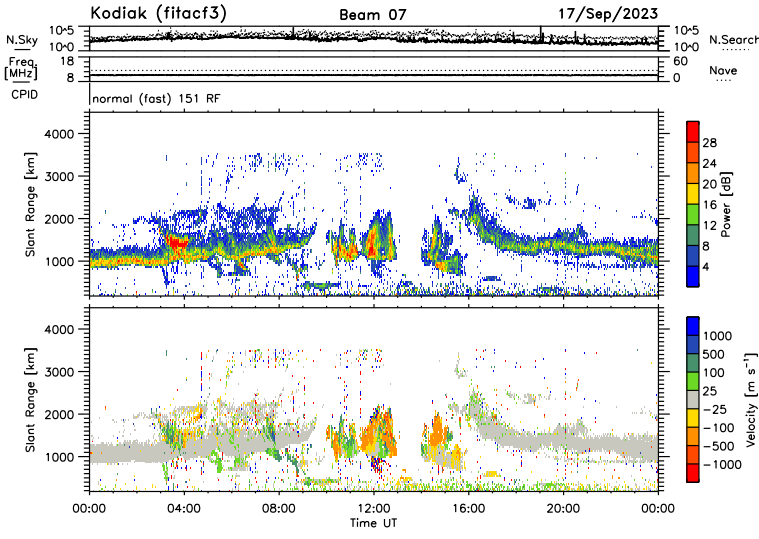 Kodiak (fitacf3) Beam 07 17/Sep/2023
N.Sky 10^5 10^0 10^5 10^0 N.Search
Freq. [MHz] 18 8 60 0 Nave
CPID normal (fast) 151 RF
Slant Range [km] 4000 3000 2000 1000
28 24 20 16 12 8 4 Power [dB]
Slant Range [km] 4000 3000 2000 1000
1000 500 100 25 −25 −100 −500 −1000 Velocity [m s⁻¹]
00:00 04:00 08:00 12:00 16:00 20:00 00:00
Time UT